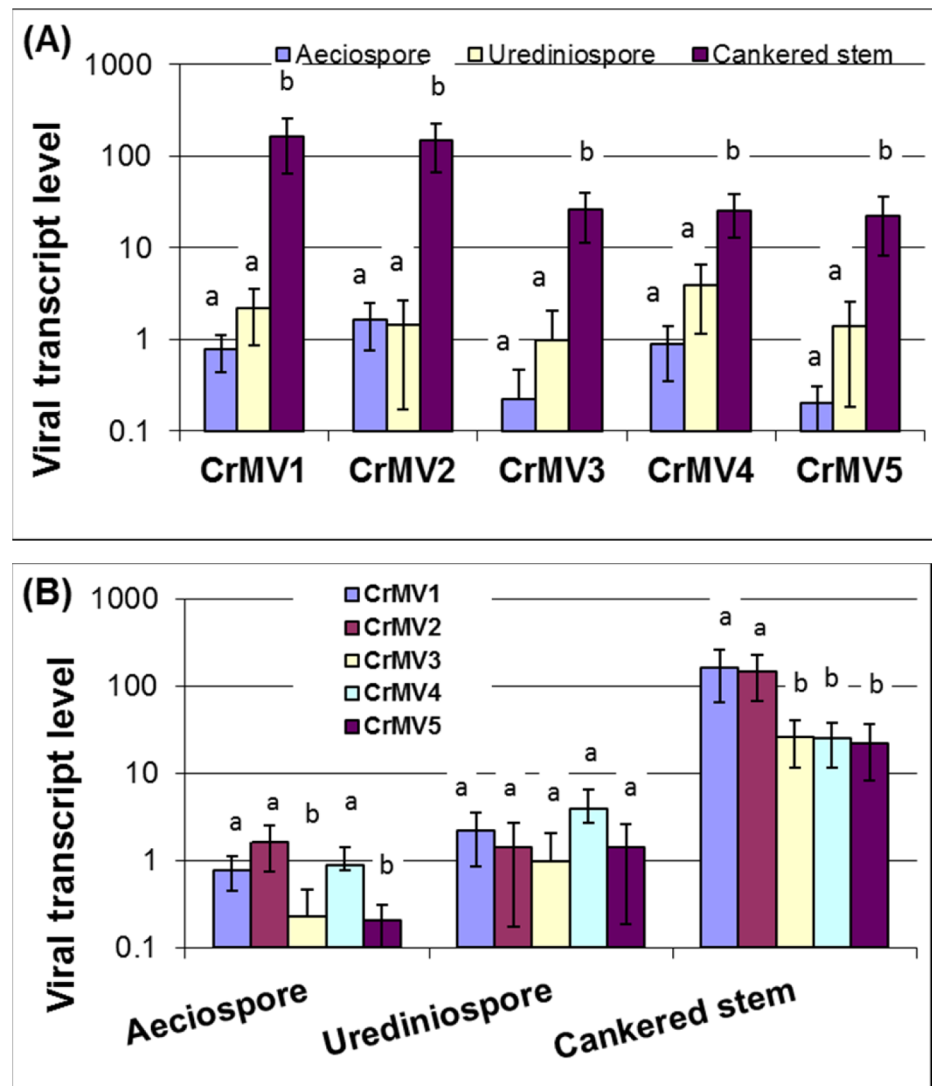 (A)
Aeciospore Urediniospore Cankered stem
Viral transcript level
1000
100
10
1
0.1
b b b b b
a a a a a a a a a a
CrMV1 CrMV2 CrMV3 CrMV4 CrMV5
(B)
CrMV1
CrMV2
CrMV3
CrMV4
CrMV5
Viral transcript level
1000
100
10
1
0.1
a a b a b
a a a a a
a a b b b
Aeciospore Urediniospore Cankered stem